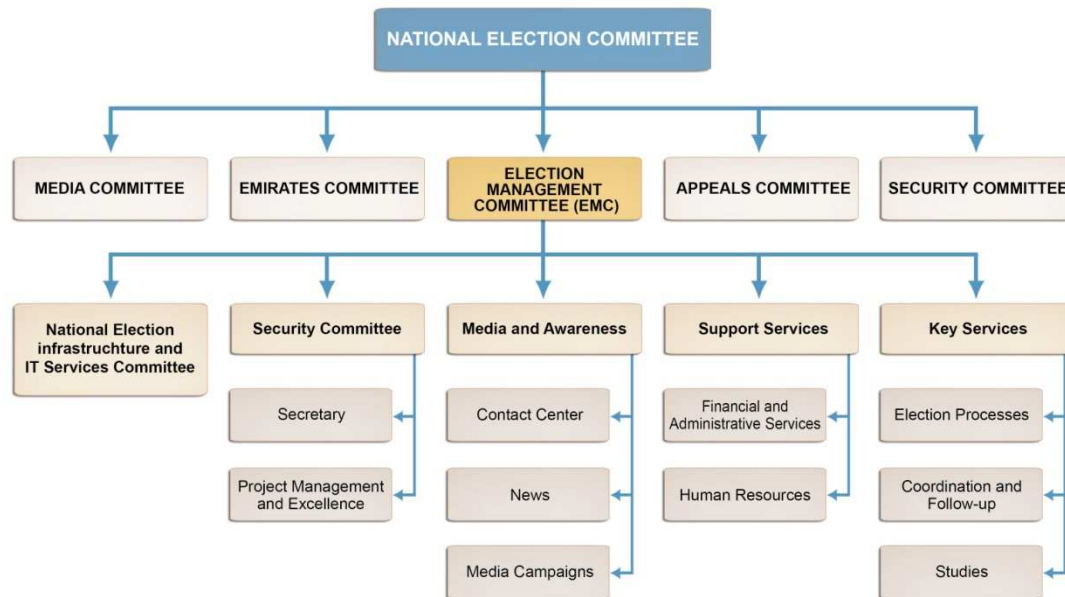 NATIONAL ELECTION COMMITTEE
MEDIA COMMITTEE
EMIRATES COMMITTEE
ELECTION
MANAGEMENT
COMMITTEE (EMC)
APPEALS COMMITTEE
SECURITY COMMITTEE
National Election
infrastruchture and
IT Services Committee
Security Committee
Media and Awareness
Support Services
Key Services
Secretary
Project Management
and Excellence
Contact Center
News
Media Campaigns
Financial and
Administrative Services
Human Resources
Election Processes
Coordination and
Follow-up
Studies